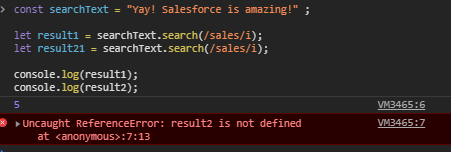 const searchText = "Yay! Salesforce is amazing!" ;
let result1 = searchText.search(/sales/i);
let result21 = searchText.search(/sales/i);
console.log(result1);
console.log(result2);
5 VM3465:6
Uncaught ReferenceError: result2 is not defined VM3465:7
at <anonymous>:7:13